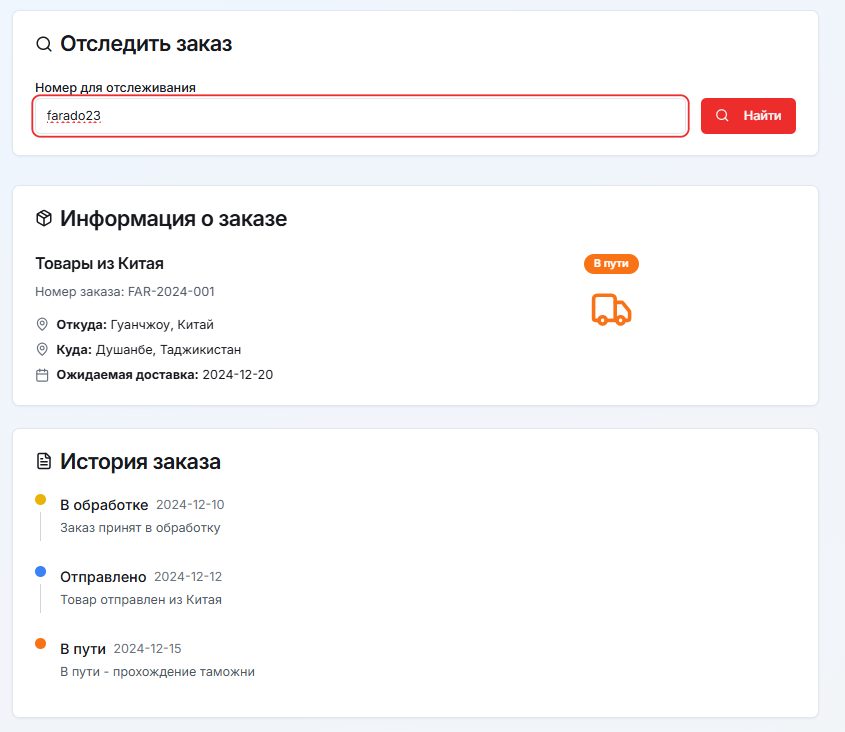 Отследить заказ
Номер для отслеживания
farado23
Найти
Информация о заказе
Товары из Китая
В пути
Номер заказа: FAR-2024-001
Откуда: Гуанчжоу, Китай
Куда: Душанбе, Таджикистан
Ожидаемая доставка: 2024-12-20
История заказа
В обработке 2024-12-10
Заказ принят в обработку
Отправлено 2024-12-12
Товар отправлен из Китая
В пути 2024-12-15
В пути - прохождение таможни